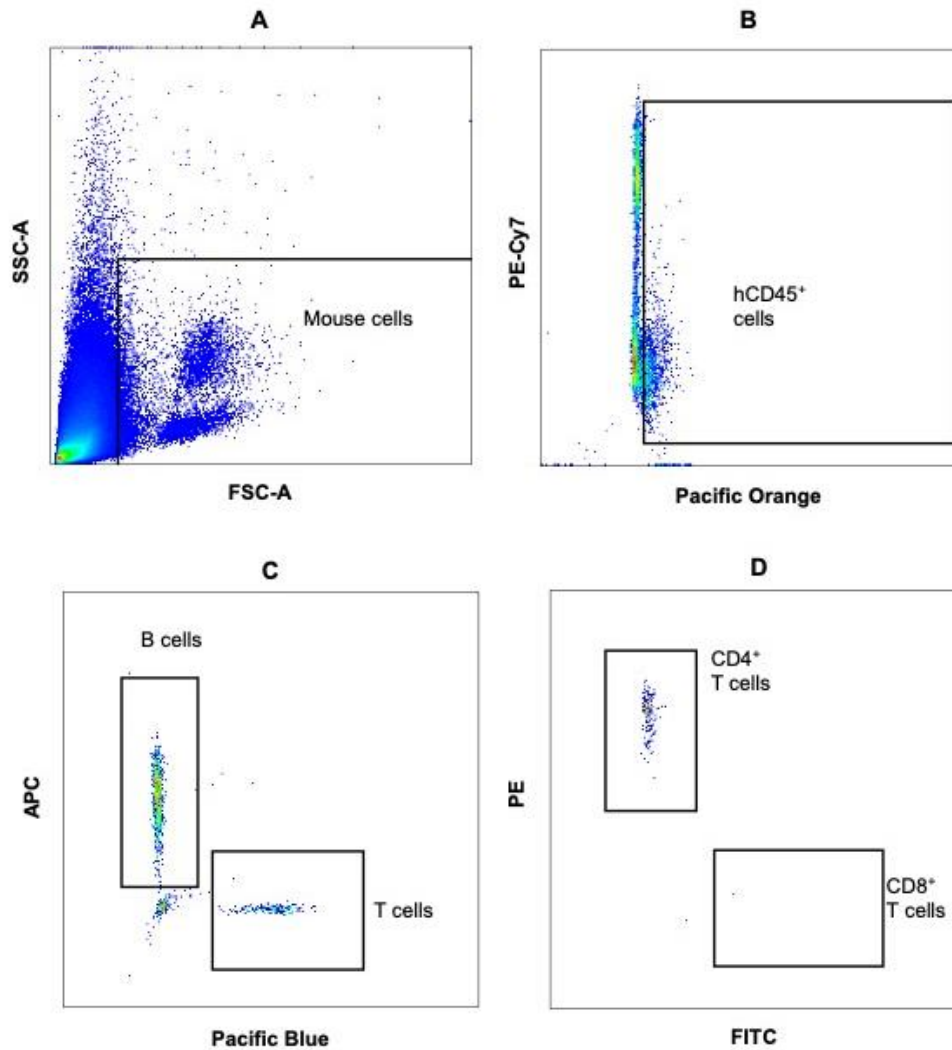 A
SSC-A
Mouse cells
FSC-A
B
PE-Cy7
hCD45⁺
cells
Pacific Orange
C
B cells
APC
T cells
Pacific Blue
D
CD4⁺
T cells
PE
CD8⁺
T cells
FITC